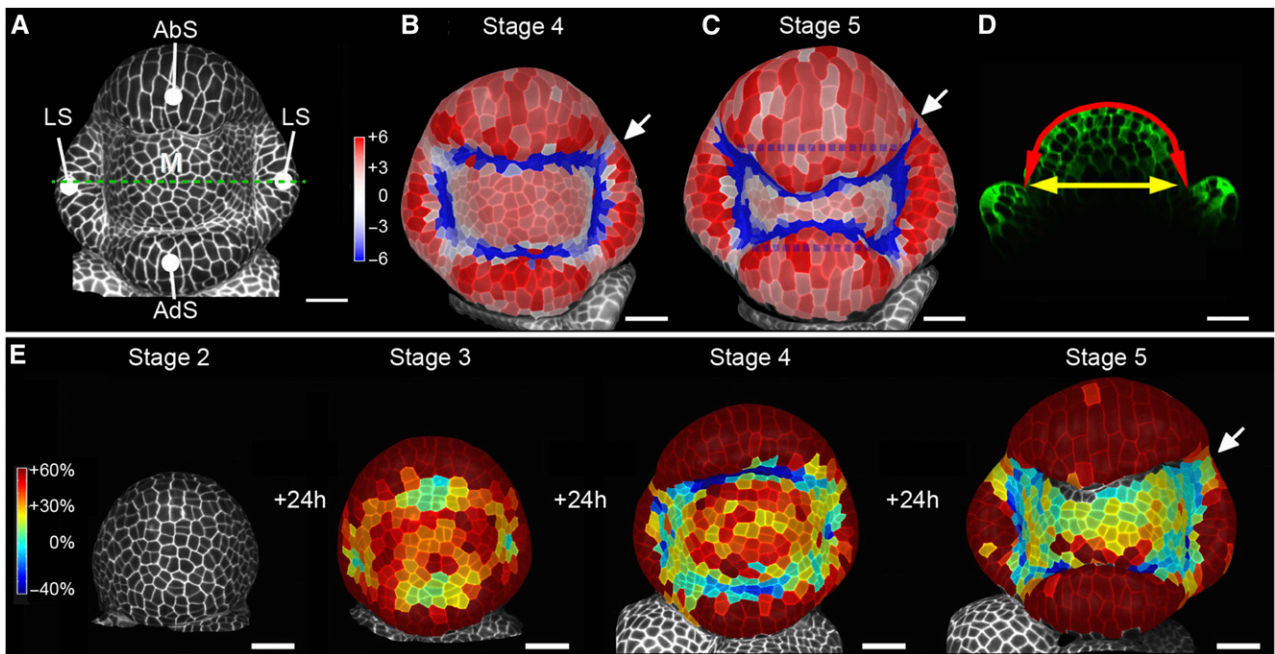 A
AbS
LS
LS
M
AdS
B
Stage 4
C
Stage 5
D
+6
+3
0
−3
−6
E
Stage 2
Stage 3
Stage 4
Stage 5
+60%
+30%
0%
−40%
+24h
+24h
+24h